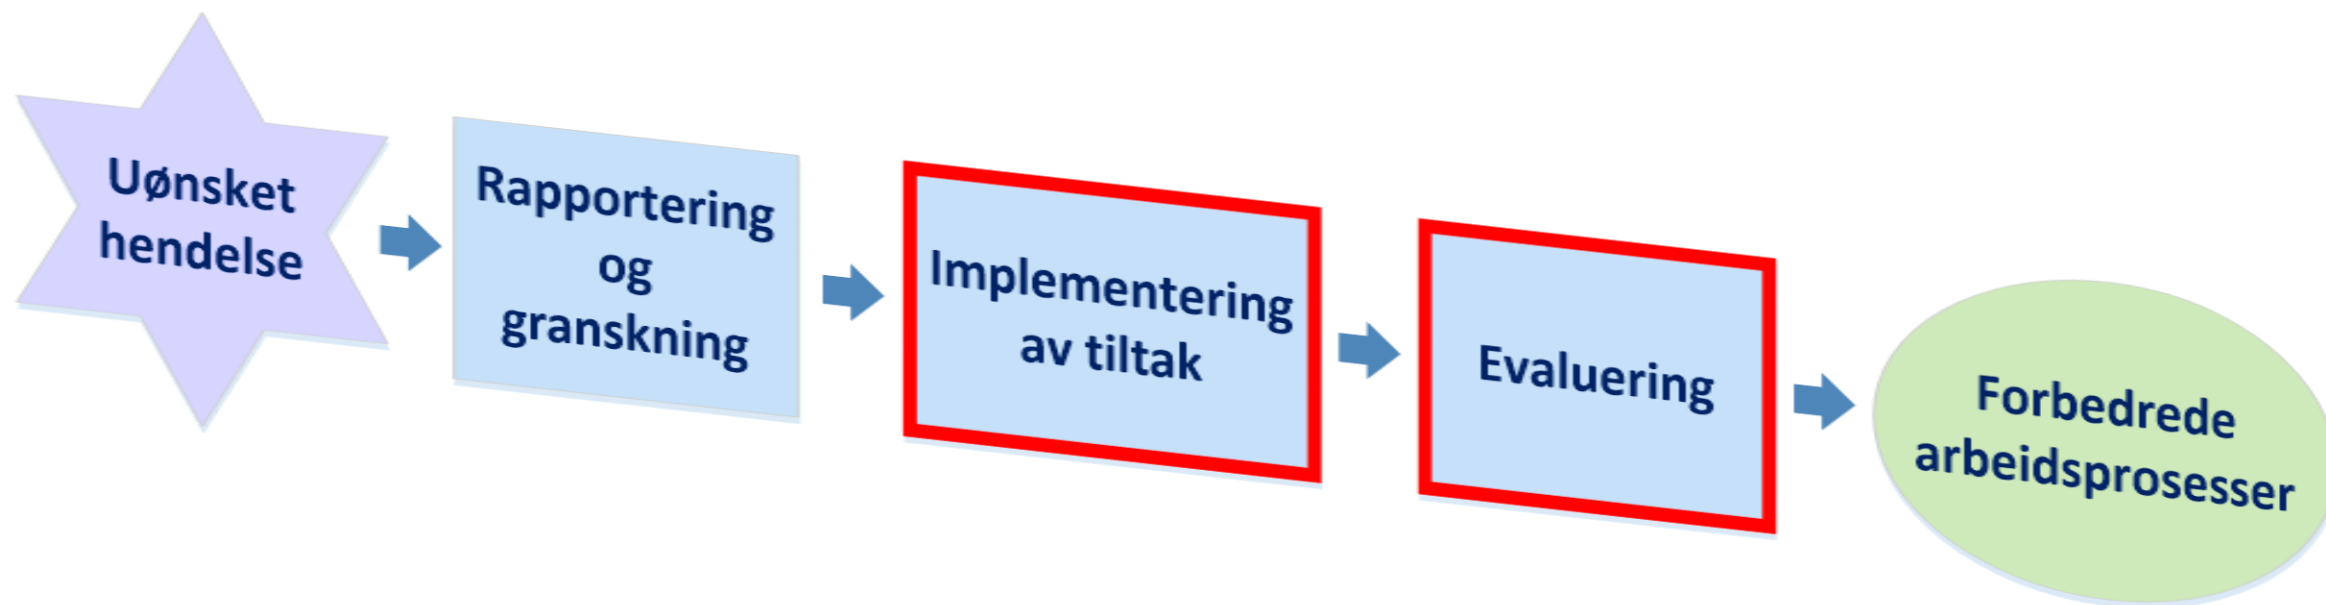 Uønsket
hendelse
Rapportering
og
granskning
Implementering
av tiltak
Evaluering
Forbedrede
arbeidsprosesser